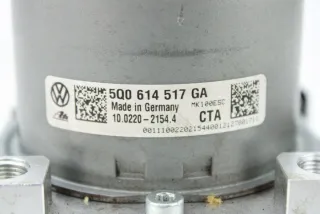 5Q0 614 517 GA
Made in Germany
MK100ESC
10.0220-2154.4
CTA